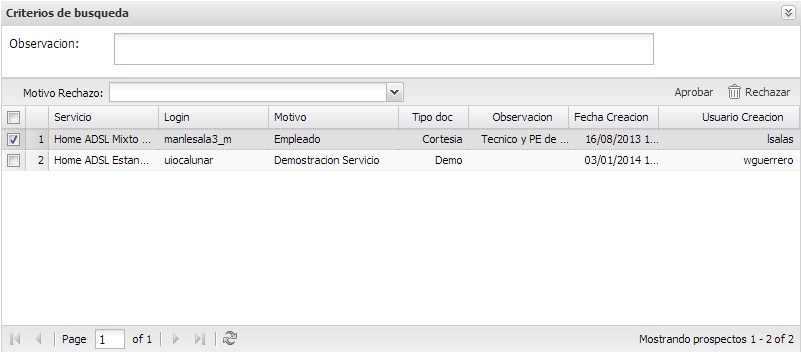 Criterios de busqueda
Observacion:
Motivo Rechazo: Aprobar Rechazar
Servicio Login Motivo Tipo doc Observacion Fecha Creacion Usuario Creacion
1 Home ADSL Mixto ... manlesala3_m Empleado Cortesia Tecnico y PE de ... 16/08/2013 1... lsalas
2 Home ADSL Estan... uiocalunar Demostracion Servicio Demo 03/01/2014 1... wguerrero
Page 1 of 1 Mostrando prospectos 1 - 2 of 2